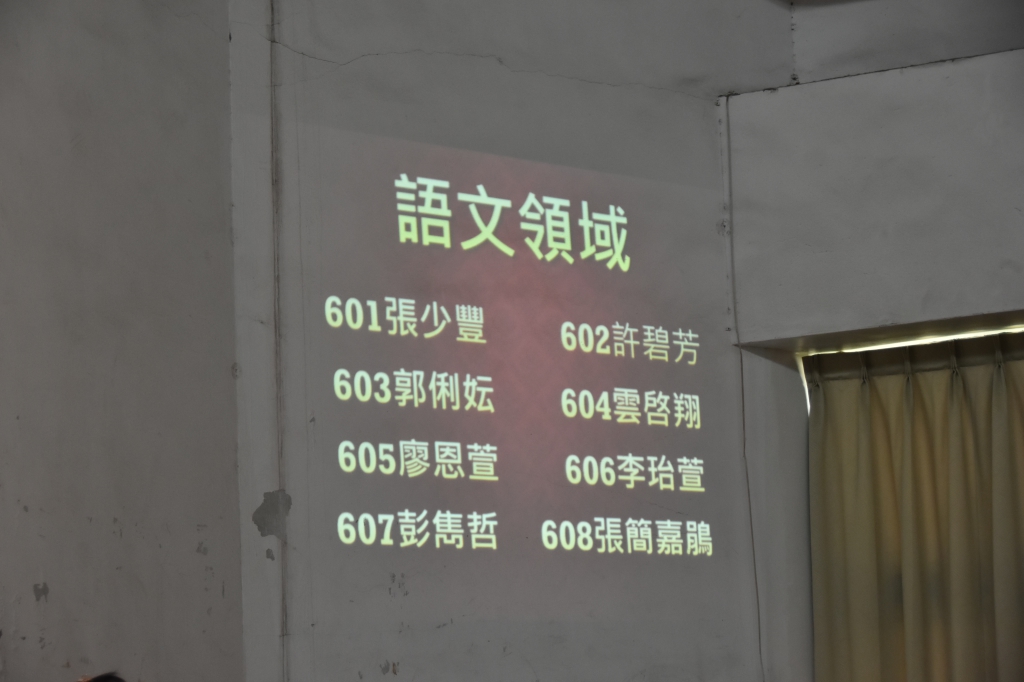 語文領域
601張少豐 602許碧芳
603郭俐妘 604雲啓翔
605廖恩萱 606李珆萱
607彭雋哲 608張簡嘉鵑